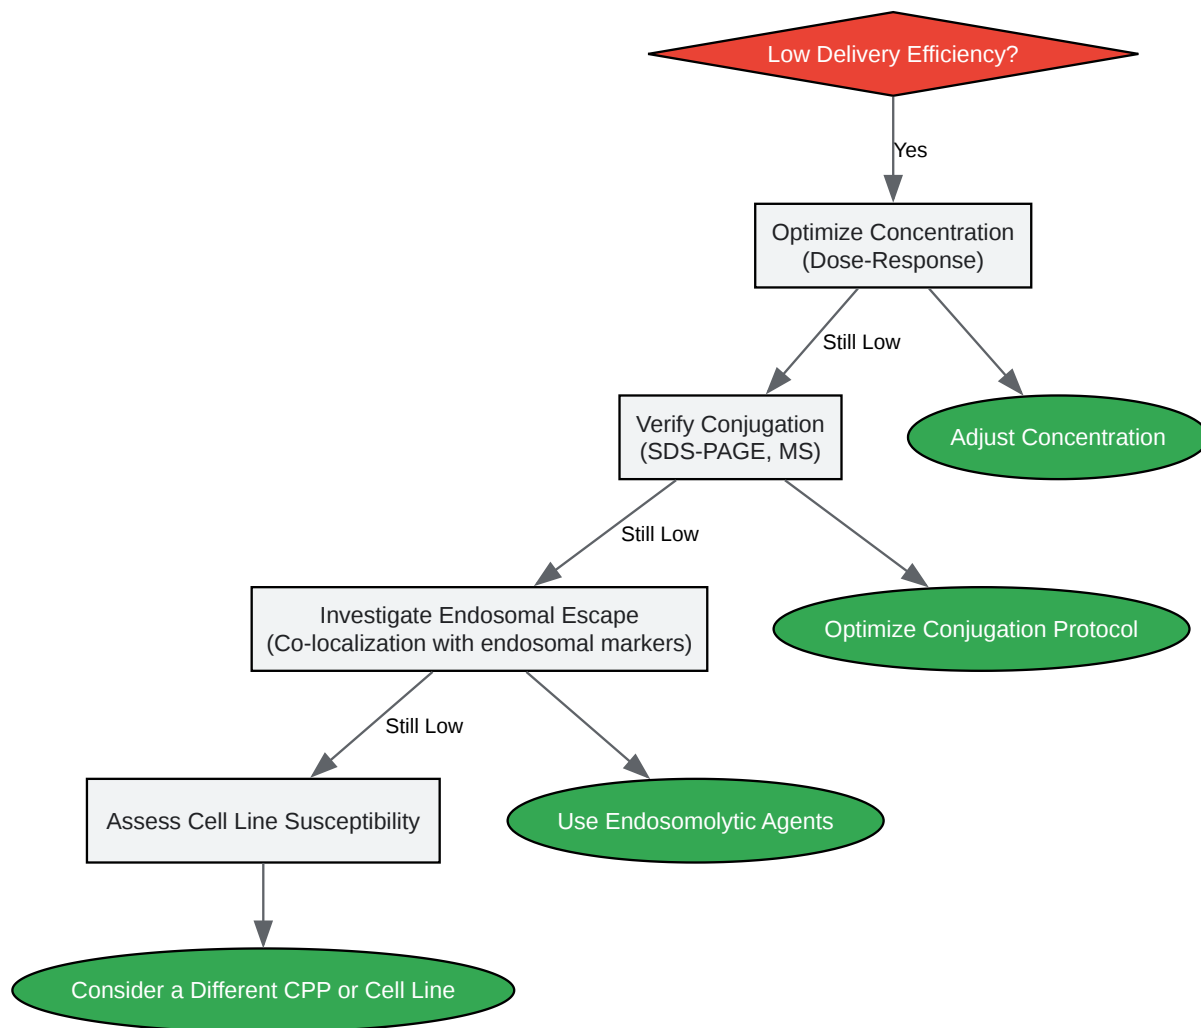 Low Delivery Efficiency?
Yes
Optimize Concentration
(Dose-Response)
Still Low
Verify Conjugation
(SDS-PAGE, MS)
Adjust Concentration
Still Low
Investigate Endosomal Escape
(Co-localization with endosomal markers)
Optimize Conjugation Protocol
Still Low
Assess Cell Line Susceptibility
Use Endosomolytic Agents
Consider a Different CPP or Cell Line